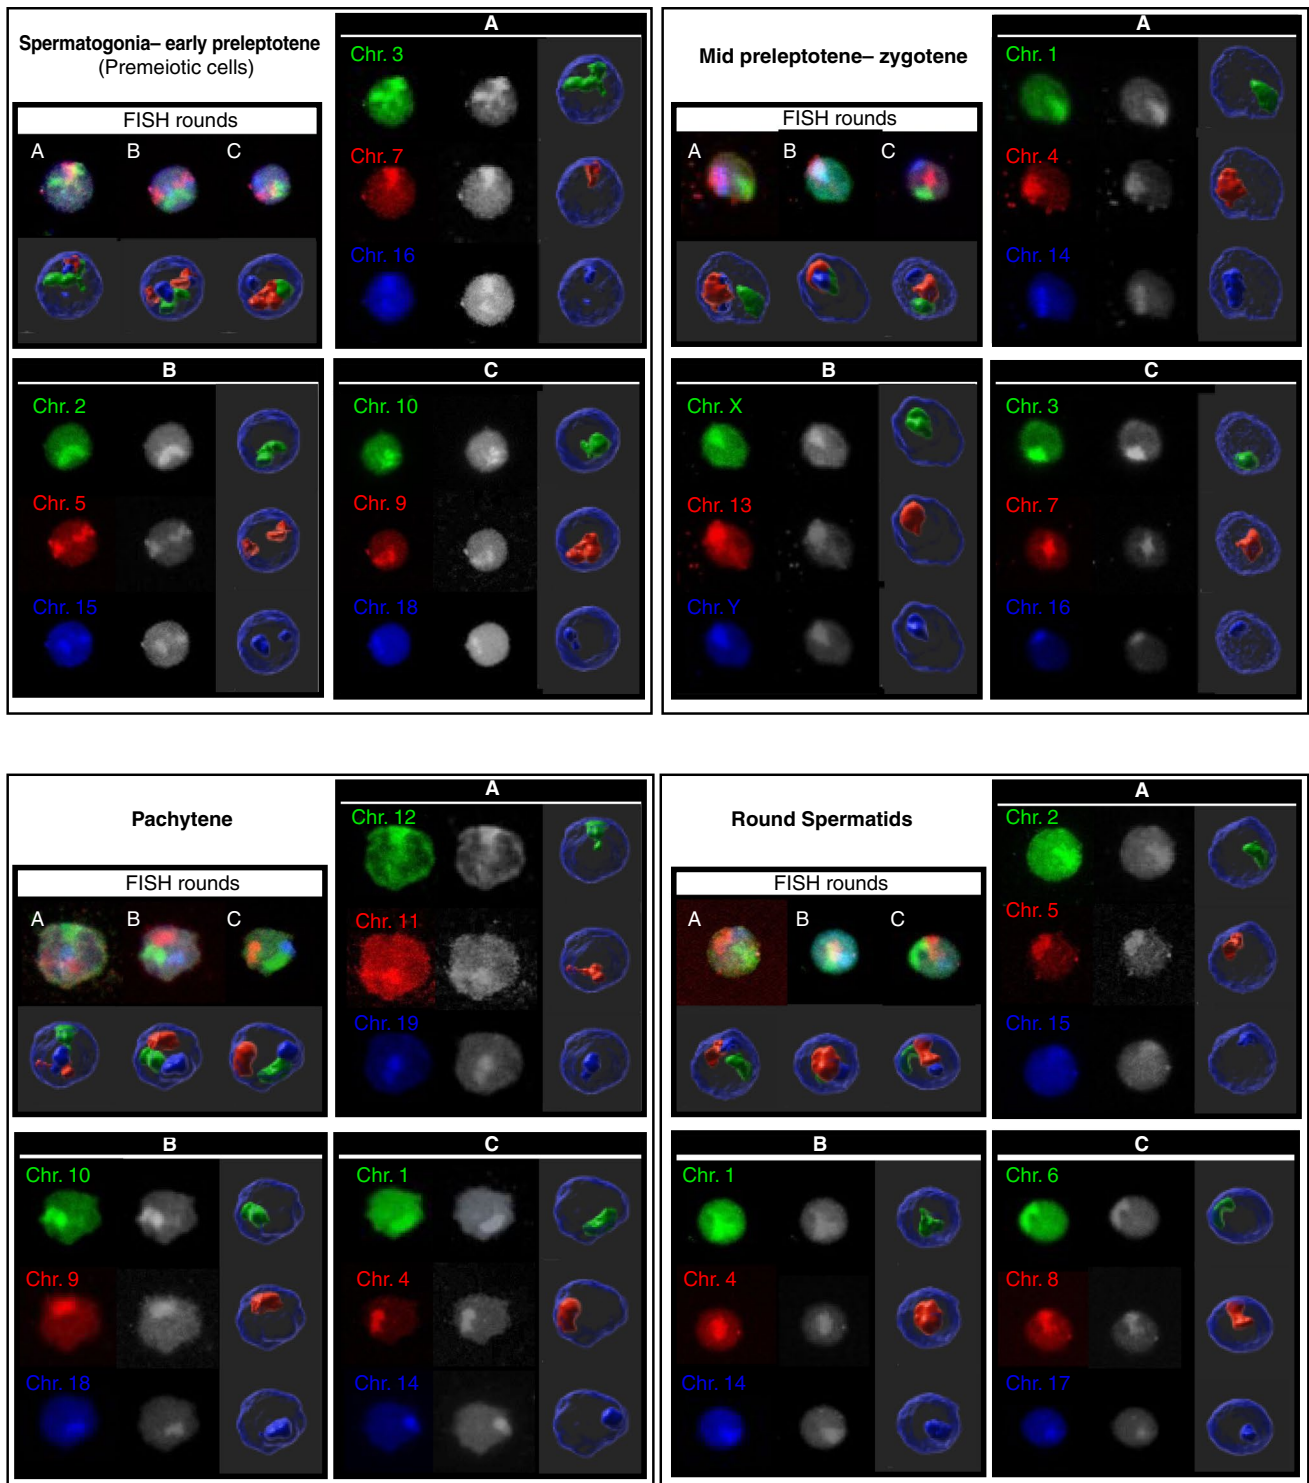 Spermatogonia– early preleptotene
(Premeiotic cells)
FISH rounds
A B C
A
Chr. 3
Chr. 7
Chr. 16
B
Chr. 2
Chr. 5
Chr. 15
C
Chr. 10
Chr. 9
Chr. 18
Mid preleptotene– zygotene
FISH rounds
A B C
A
Chr. 1
Chr. 4
Chr. 14
B
Chr. X
Chr. 13
Chr. Y
C
Chr. 3
Chr. 7
Chr. 16
Pachytene
FISH rounds
A B C
A
Chr. 12
Chr. 11
Chr. 19
B
Chr. 10
Chr. 9
Chr. 18
C
Chr. 1
Chr. 4
Chr. 14
Round Spermatids
FISH rounds
A B C
A
Chr. 2
Chr. 5
Chr. 15
B
Chr. 1
Chr. 4
Chr. 14
C
Chr. 6
Chr. 8
Chr. 17